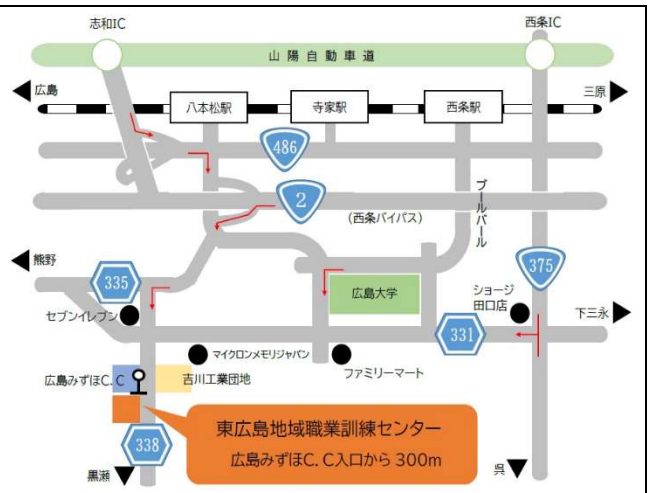 志和IC
西条IC
山陽自動車道
広島
三原
八本松駅
寺家駅
西条駅
486
2
(西条バイパス)
ブールバール
熊野
335
375
広島大学
セブンイレブン
ショージ
田口店
下三永
331
マイクロンメモリジャパン
ファミリーマート
広島みずほC. C
吉川工業団地
東広島地域職業訓練センター
広島みずほC. C入口から 300m
338
黒瀬
呉